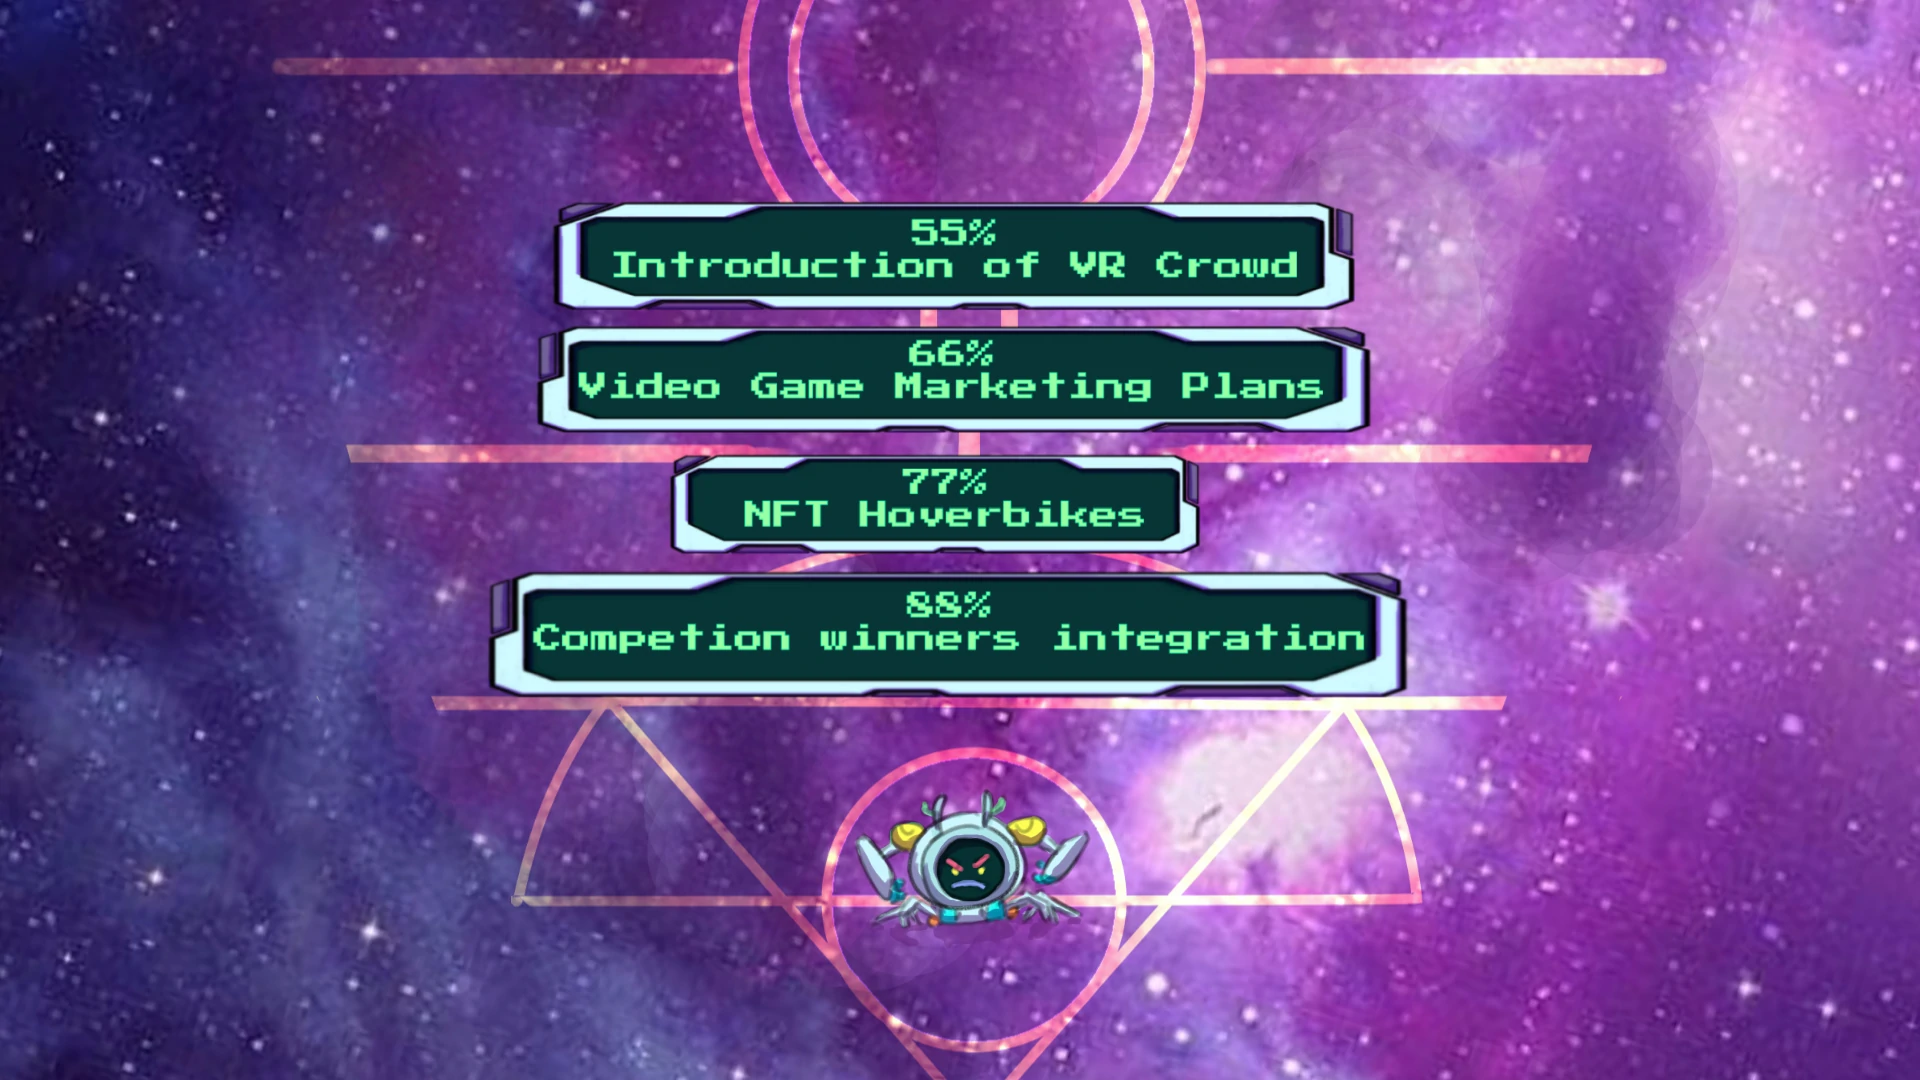 55%
Introduction of VR Crowd
66%
Video Game Marketing Plans
77%
NFT Hoverbikes
88%
Competion winners integration